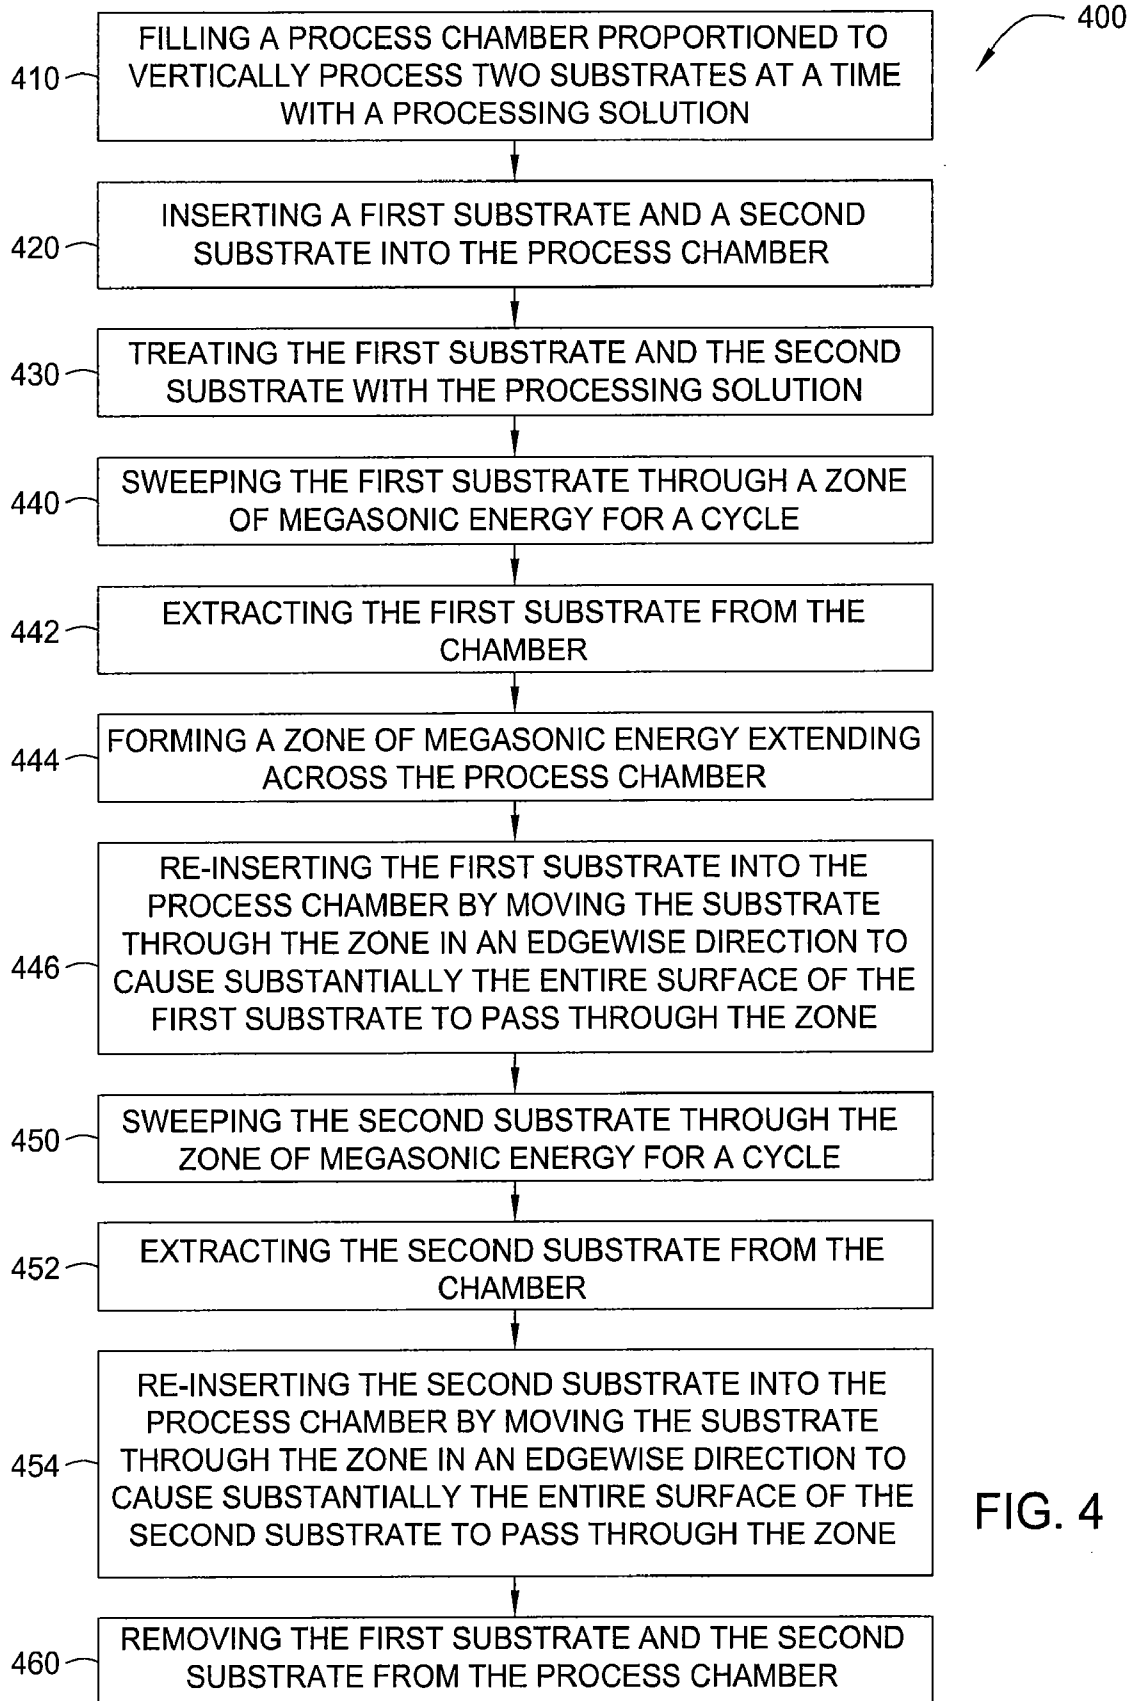 400
410
FILLING A PROCESS CHAMBER PROPORTIONED TO
VERTICALLY PROCESS TWO SUBSTRATES AT A TIME
WITH A PROCESSING SOLUTION
420
INSERTING A FIRST SUBSTRATE AND A SECOND
SUBSTRATE INTO THE PROCESS CHAMBER
430
TREATING THE FIRST SUBSTRATE AND THE SECOND
SUBSTRATE WITH THE PROCESSING SOLUTION
440
SWEEPING THE FIRST SUBSTRATE THROUGH A ZONE
OF MEGASONIC ENERGY FOR A CYCLE
442
EXTRACTING THE FIRST SUBSTRATE FROM THE
CHAMBER
444
FORMING A ZONE OF MEGASONIC ENERGY EXTENDING
ACROSS THE PROCESS CHAMBER
446
RE-INSERTING THE FIRST SUBSTRATE INTO THE
PROCESS CHAMBER BY MOVING THE SUBSTRATE
THROUGH THE ZONE IN AN EDGEWISE DIRECTION TO
CAUSE SUBSTANTIALLY THE ENTIRE SURFACE OF THE
FIRST SUBSTRATE TO PASS THROUGH THE ZONE
450
SWEEPING THE SECOND SUBSTRATE THROUGH THE
ZONE OF MEGASONIC ENERGY FOR A CYCLE
452
EXTRACTING THE SECOND SUBSTRATE FROM THE
CHAMBER
454
RE-INSERTING THE SECOND SUBSTRATE INTO THE
PROCESS CHAMBER BY MOVING THE SUBSTRATE
THROUGH THE ZONE IN AN EDGEWISE DIRECTION TO
CAUSE SUBSTANTIALLY THE ENTIRE SURFACE OF THE
SECOND SUBSTRATE TO PASS THROUGH THE ZONE
460
REMOVING THE FIRST SUBSTRATE AND THE SECOND
SUBSTRATE FROM THE PROCESS CHAMBER
FIG. 4